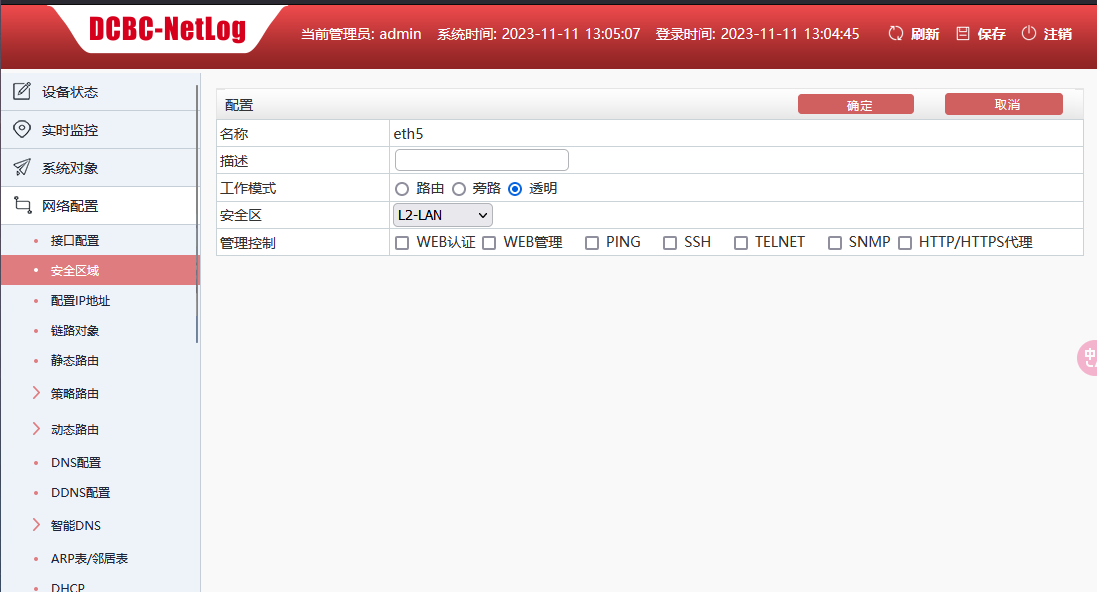 DCBC-NetLog
当前管理员: admin 系统时间: 2023-11-11 13:05:07 登录时间: 2023-11-11 13:04:45 刷新 保存 注销
设备状态
实时监控
系统对象
网络配置
接口配置
安全区域
配置IP地址
链路对象
静态路由
策略路由
动态路由
DNS配置
DDNS配置
智能DNS
ARP表/邻居表
DHCP
配置 确定 取消
名称 eth5
描述
工作模式 路由 旁路 透明
安全区 L2-LAN
管理控制 WEB认证 WEB管理 PING SSH TELNET SNMP HTTP/HTTPS代理
中